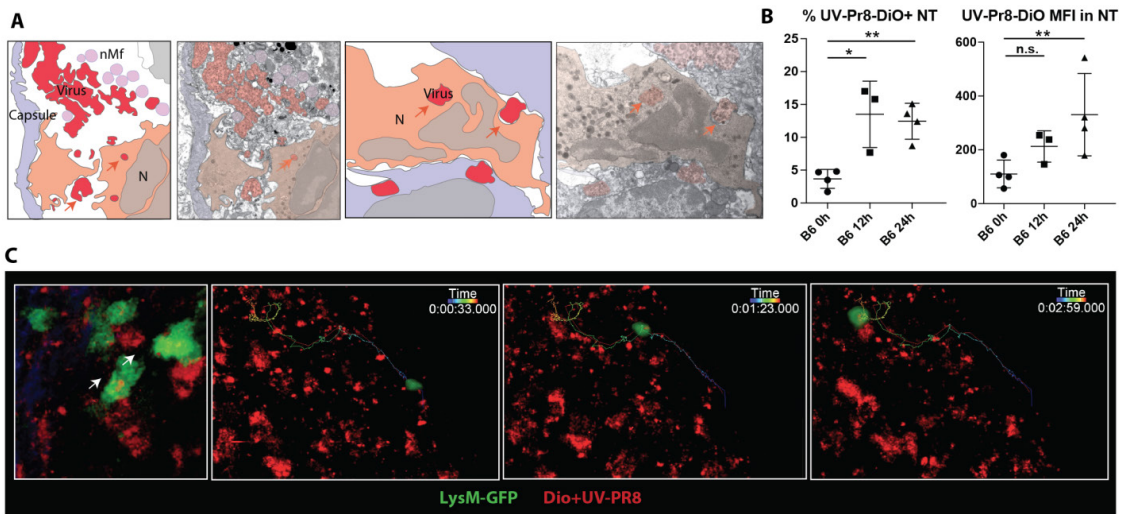 A
nMf
Virus
Capsule
N
Virus
N
B
% UV-Pr8-DiO+ NT
**
*
25
20
15
10
5
0
B6 0h
B6 12h
B6 24h
UV-Pr8-DiO MFI in NT
**
n.s.
600
400
200
0
B6 0h
B6 12h
B6 24h
C
Time
0:00:33.000
Time
0:01:23.000
Time
0:02:59.000
LysM-GFP
Dio+UV-PR8